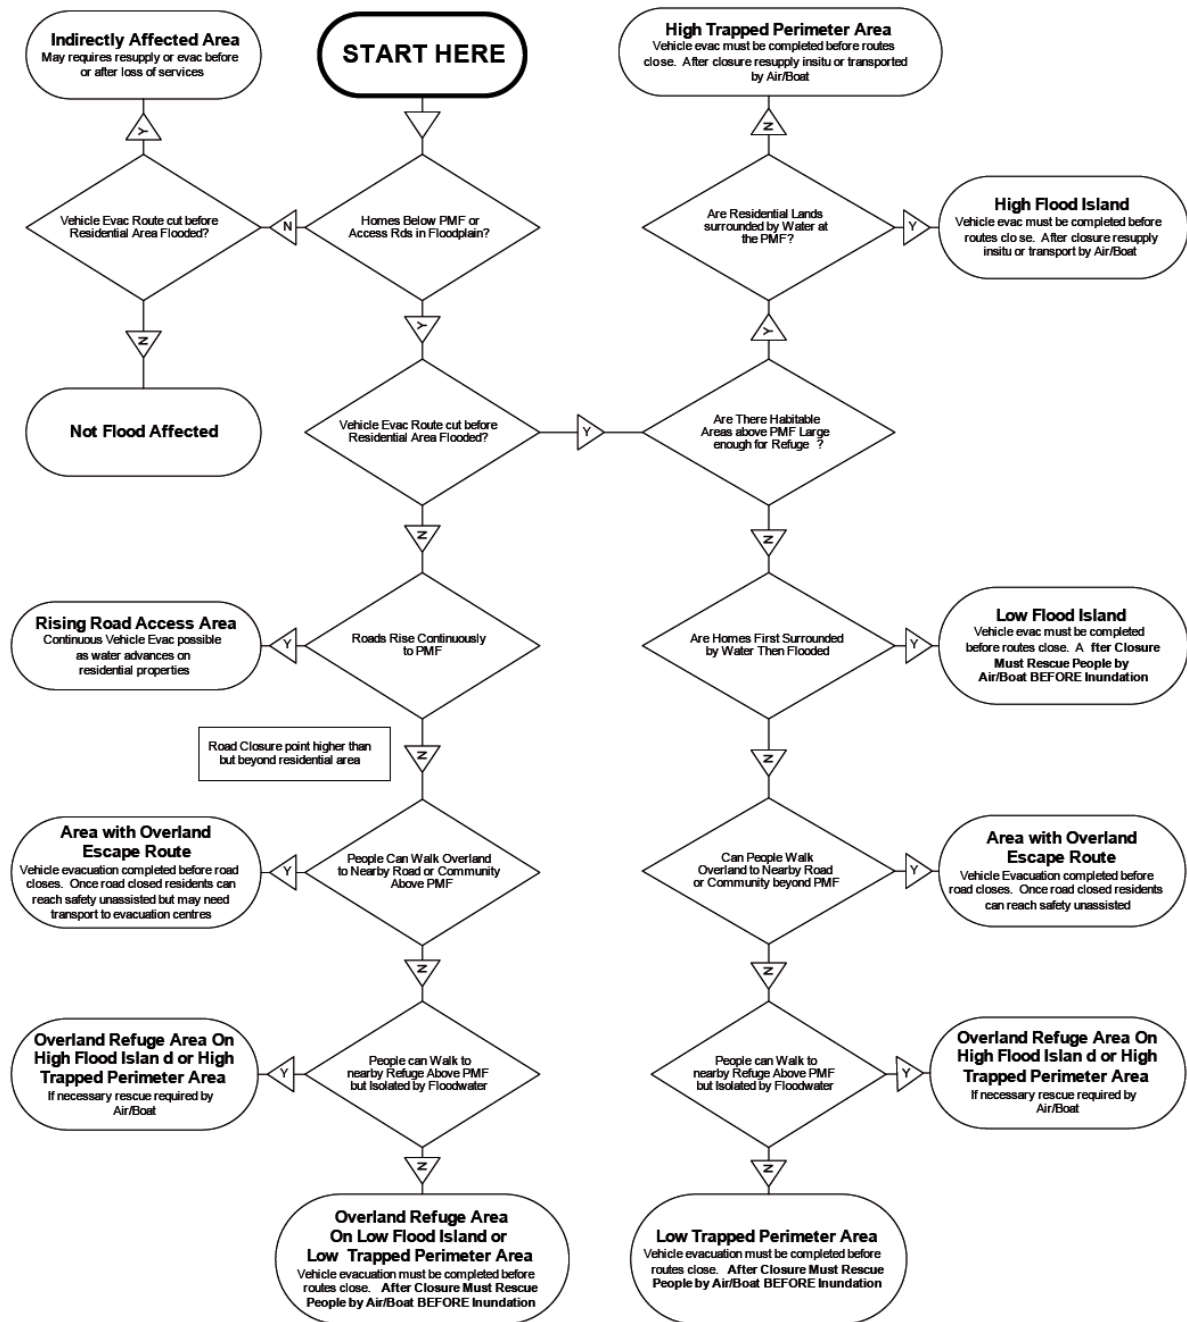 Indirectly Affected Area
May requires resupply or evac before
or after loss of services
START HERE
High Trapped Perimeter Area
Vehicle evac must be completed before routes
close. After closure resupply insitu or transported
by Air/Boat
Y
N
Vehicle Evac Route cut before
Residential Area Flooded?
N
Homes Below PMF or
Access Rds in Floodplain?
Are Residential Lands
surrounded by Water at
the PMF?
Y
High Flood Island
Vehicle evac must be completed before
routes clo se. After closure resupply
insitu or transport by Air/Boat
N
Y
Y
Not Flood Affected
Vehicle Evac Route cut before
Residential Area Flooded?
Y
Are There Habitable
Areas above PMF Large
enough for Refuge ?
N
N
Rising Road Access Area
Continuous Vehicle Evac possible
as water advances on
residential properties
Y
Roads Rise Continuously
to PMF
Are Homes First Surrounded
by Water Then Flooded
Y
Low Flood Island
Vehicle evac must be completed
before routes close. A fter Closure
Must Rescue People by
Air/Boat BEFORE Inundation
Road Closure point higher than
but beyond residential area
N
N
Area with Overland
Escape Route
Vehicle evacuation completed before road
closes. Once road closed residents can
reach safety unassisted but may need
transport to evacuation centres
Y
People Can Walk Overland
to Nearby Road or Community
Above PMF
Can People Walk
Overland to Nearby Road
or Community beyond PMF
Y
Area with Overland
Escape Route
Vehicle Evacuation completed before
road closes. Once road closed residents
can reach safety unassisted
N
N
Overland Refuge Area On
High Flood Islan d or High
Trapped Perimeter Area
If necessary rescue required by
Air/Boat
Y
People can Walk to
nearby Refuge Above PMF
but Isolated by Floodwater
People can Walk to
nearby Refuge Above PMF
but Isolated by Floodwater
Y
Overland Refuge Area On
High Flood Islan d or High
Trapped Perimeter Area
If necessary rescue required by
Air/Boat
N
N
Overland Refuge Area
On Low Flood Island or
Low Trapped Perimeter Area
Vehicle evacuation must be completed before
routes close. After Closure Must Rescue
People by Air/Boat BEFORE Inundation
Low Trapped Perimeter Area
Vehicle evacuation must be completed before
routes close. After Closure Must Rescue
People by Air/Boat BEFORE Inundation